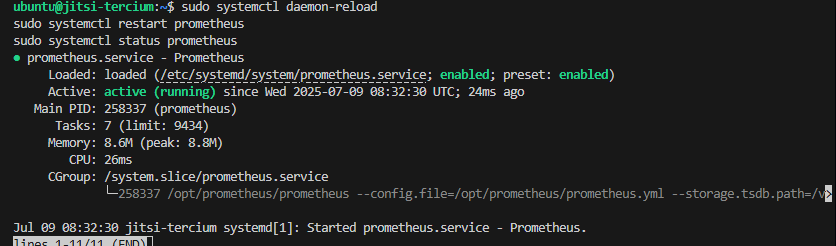 ubuntu@jitsi-tercium:~$ sudo systemctl daemon-reload
sudo systemctl restart prometheus
sudo systemctl status prometheus
● prometheus.service - Prometheus
     Loaded: loaded (/etc/systemd/system/prometheus.service; enabled; preset: enabled)
     Active: active (running) since Wed 2025-07-09 08:32:30 UTC; 24ms ago
   Main PID: 258337 (prometheus)
      Tasks: 7 (limit: 9434)
     Memory: 8.6M (peak: 8.8M)
        CPU: 26ms
     CGroup: /system.slice/prometheus.service
             └─258337 /opt/prometheus/prometheus --config.file=/opt/prometheus/prometheus.yml --storage.tsdb.path=/v>
Jul 09 08:32:30 jitsi-tercium systemd[1]: Started prometheus.service - Prometheus.
lines 1-11/11 (END)